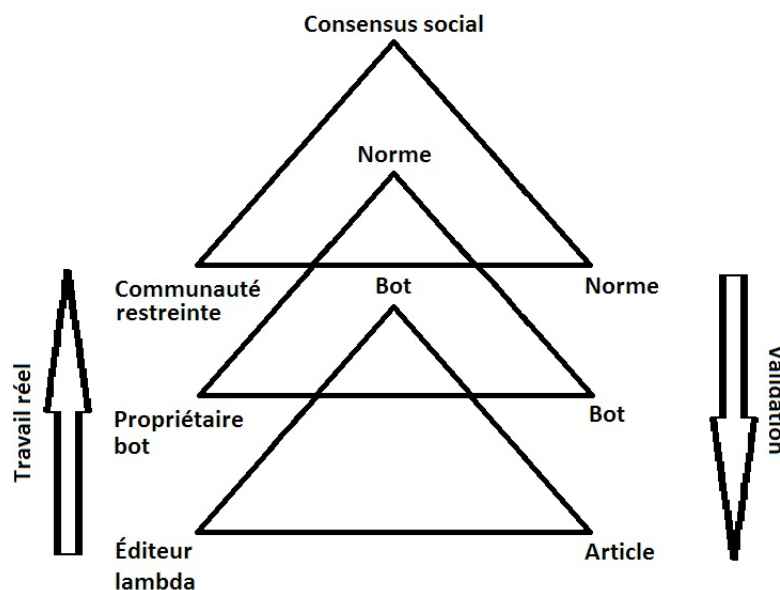 Consensus social
Norme
Communauté
restreinte
Bot
Norme
Travail réel
Validation
Propriétaire
bot
Bot
Éditeur
lambda
Article